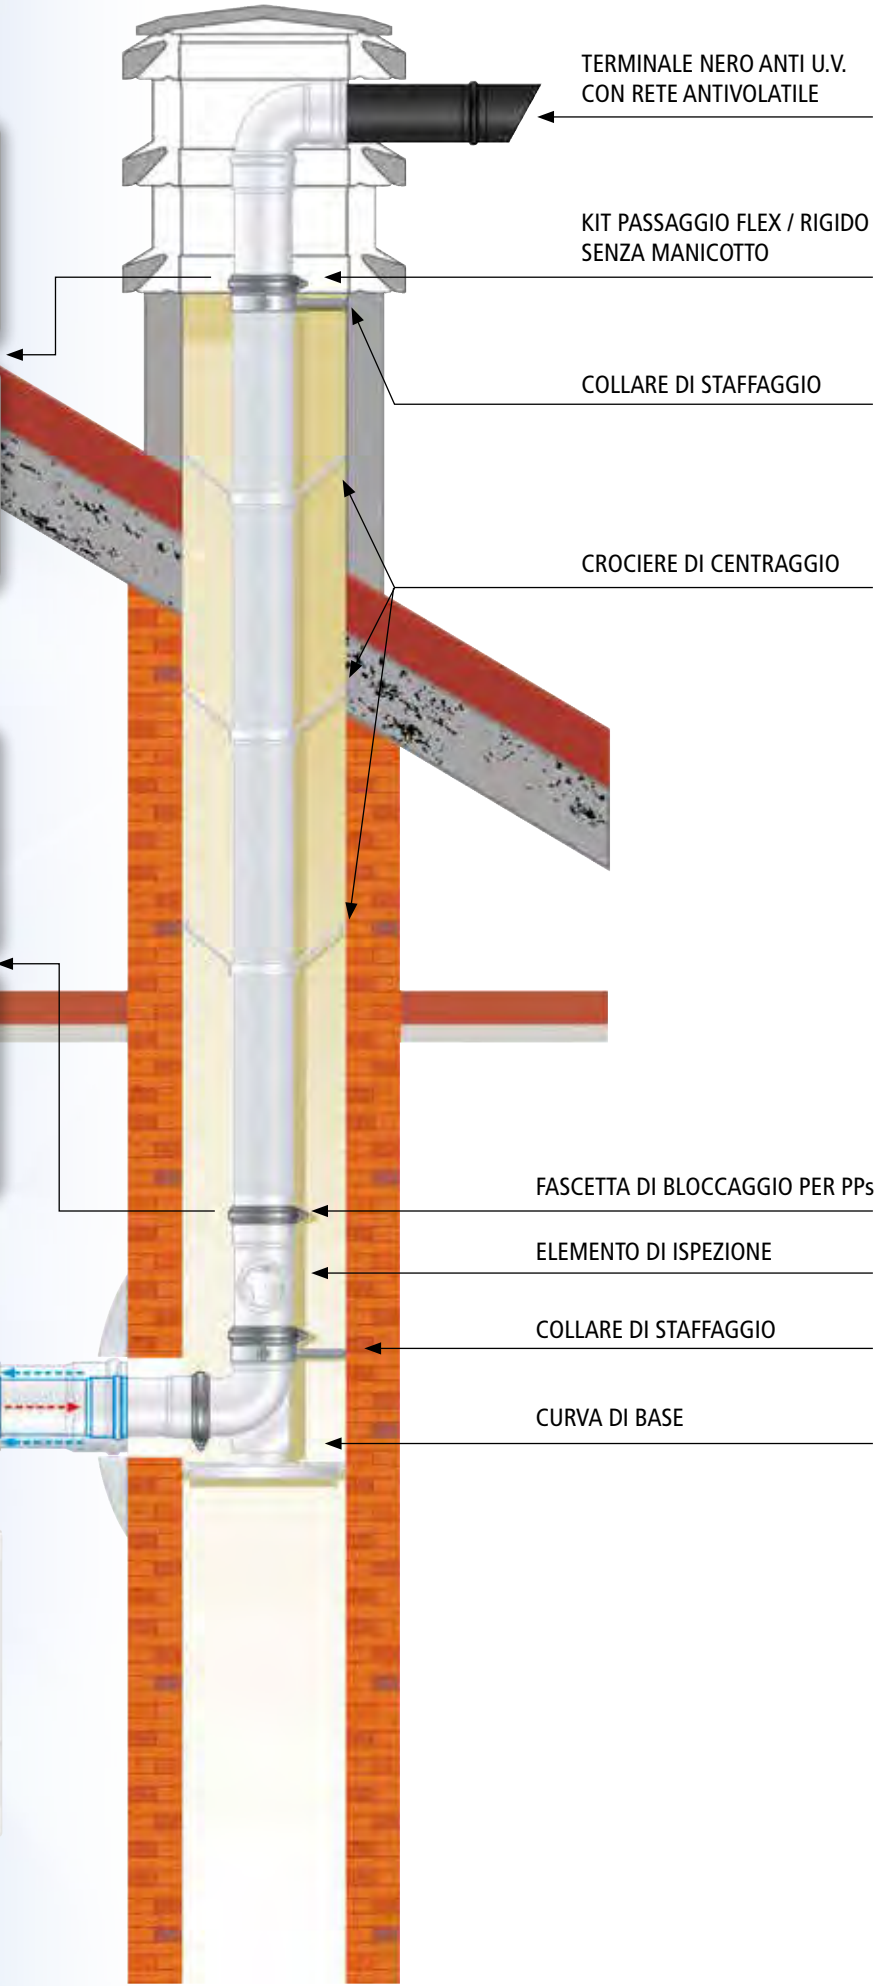 TERMINALE NERO ANTI U.V.
CON RETE ANTIVOLATILE
KIT PASSAGGIO FLEX / RIGIDO
SENZA MANICOTTO
COLLARE DI STAFFAGGIO
CROCIERE DI CENTRAGGIO
FASCETTA DI BLOCCAGGIO PER PPs
ELEMENTO DI ISPEZIONE
COLLARE DI STAFFAGGIO
CURVA DI BASE